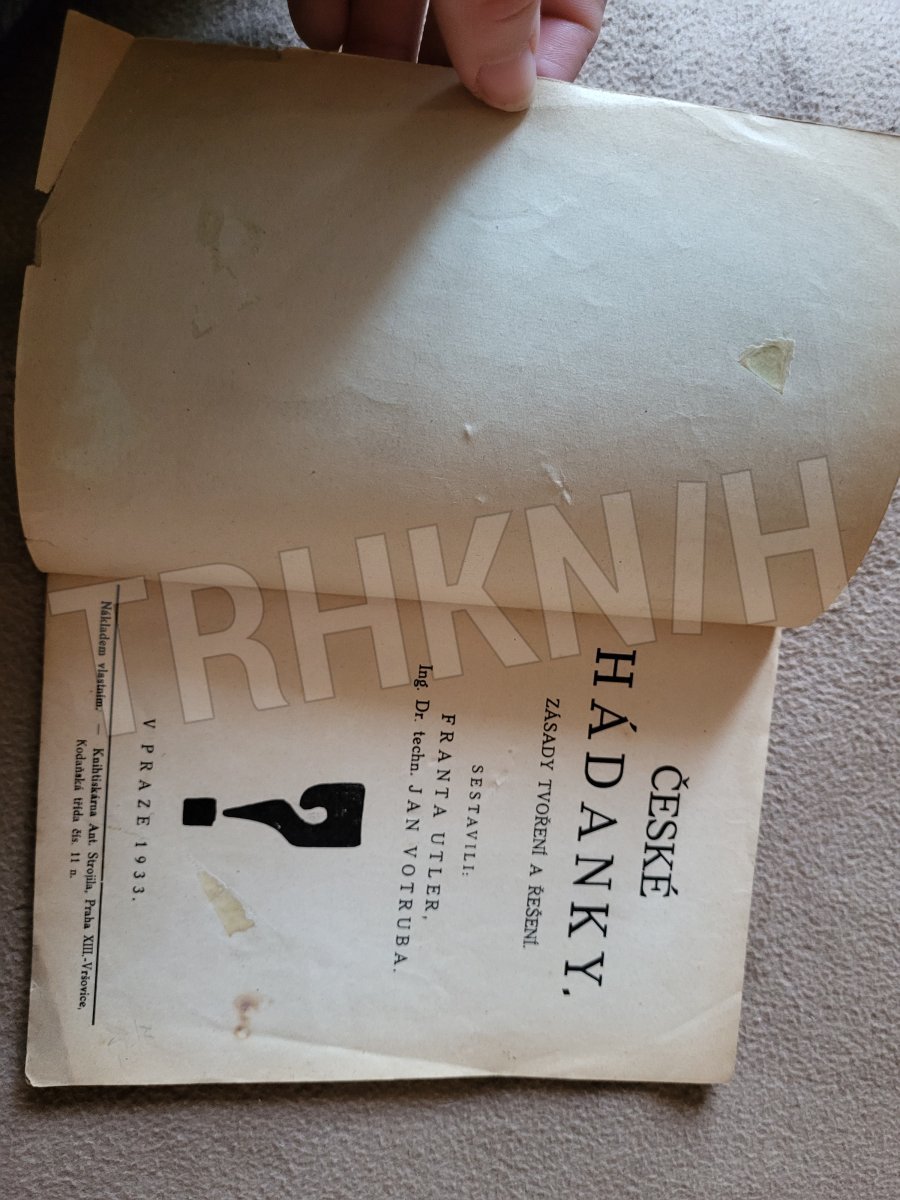 ČESKÉ
HÁDANKY,
ZÁSADY TVOŘENÍ A ŘEŠENÍ.
SESTAVILI:
FRANTA UTLER,
Ing. Dr. techn. JAN VOTRUBA.
?
V PRAZE 1933.
Nákladem vlastním. — Knihtiskárna Ant. Strojila, Praha XIII.-Vršovice,
Kodaňská třída čís. 11 n.
TRHKNIH